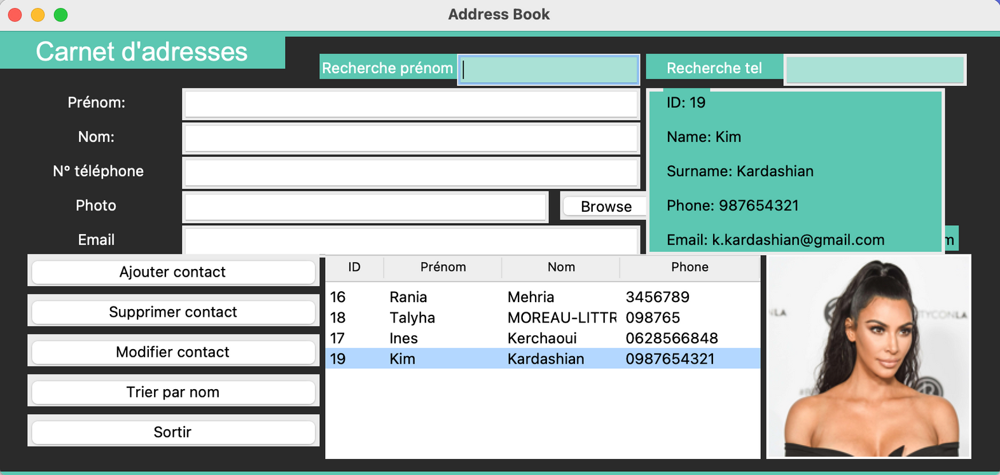 Address Book
Carnet d'adresses
Recherche prénom
Recherche tel
Prénom:
Nom:
N° téléphone
Photo
Browse
Email
ID: 19
Name: Kim
Surname: Kardashian
Phone: 987654321
Email: k.kardashian@gmail.com
m
Ajouter contact
Supprimer contact
Modifier contact
Trier par nom
Sortir
ID Prénom Nom Phone
16 Rania Mehria 3456789
18 Talyha MOREAU-LITTR 098765
17 Ines Kerchaoui 0628566848
19 Kim Kardashian 0987654321
NLA
TYCONLA